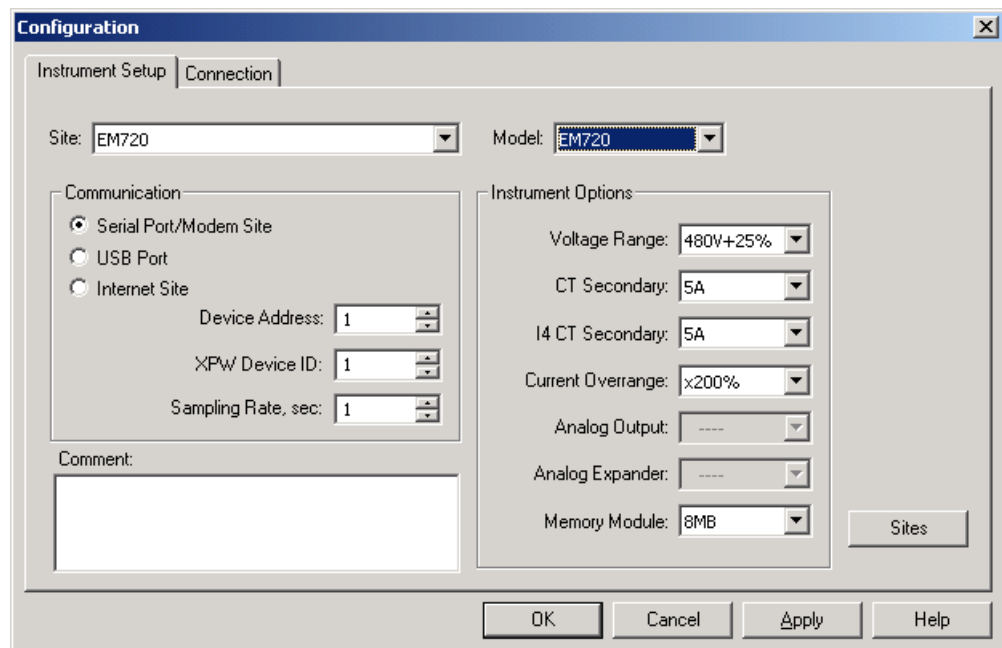 Configuration
Instrument Setup
Connection
Site: EM720
Model: EM720
Communication
Serial Port/Modem Site
USB Port
Internet Site
Device Address: 1
XPW Device ID: 1
Sampling Rate, sec: 1
Comment:
Instrument Options
Voltage Range: 480V+25%
CT Secondary: 5A
I4 CT Secondary: 5A
Current Overrange: x200%
Analog Output: ----
Analog Expander: ----
Memory Module: 8MB
Sites
OK
Cancel
Apply
Help